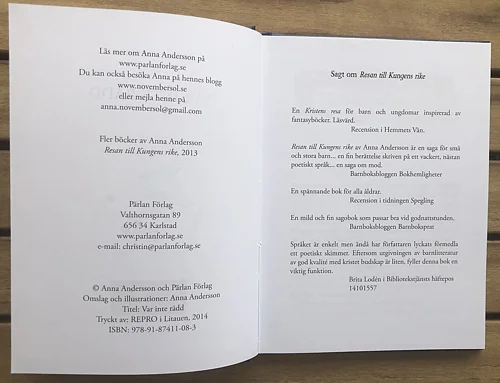 Läs mer om Anna Andersson på
www.parlanforlag.se
Du kan också besöka Anna på hennes blogg
www.novembersol.se
eller mejla henne på
anna.novembersol@gmail.com
Fler böcker av Anna Andersson
Resan till Kungens rike, 2013
Pärlan Förlag
Valthornsgatan 89
656 34 Karlstad
www.parlanforlag.se
e-mail: christin@parlanforlag.se
© Anna Andersson och Pärlan Förlag
Omslag och illustrationer: Anna Andersson
Titel: Var inte rädd
Tryckt av: REPRO i Litauen, 2014
ISBN: 978-91-87411-08-3
Sagt om Resan till Kungens rike
En Kristens resa för barn och ungdomar inspirerad av
fantasyböcker. Läsvärd.
Recension i Hemmets Vän.
Resan till Kungens rike av Anna Andersson är en saga för små
och stora barn... en fin berättelse skriven på ett vackert, nästan
poetiskt språk... en saga om mod.
Barnboksbloggen Bokhemligheter
En spännande bok för alla åldrar.
Recension i tidningen Spegling
En mild och fin sagobok som passar bra vid godnattstunden.
Barnboksbloggen Barnboksprat
Språket är enkelt men ändå har författaren lyckats förmedla
ett poetiskt skimmer. Eftersom utgivningen av barnlitteratur
av god kvalité med kristet budskap är liten, fyller denna bok en
viktig funktion.
Brita Lodén i Bibliotekstjänsts häftepos
14101557